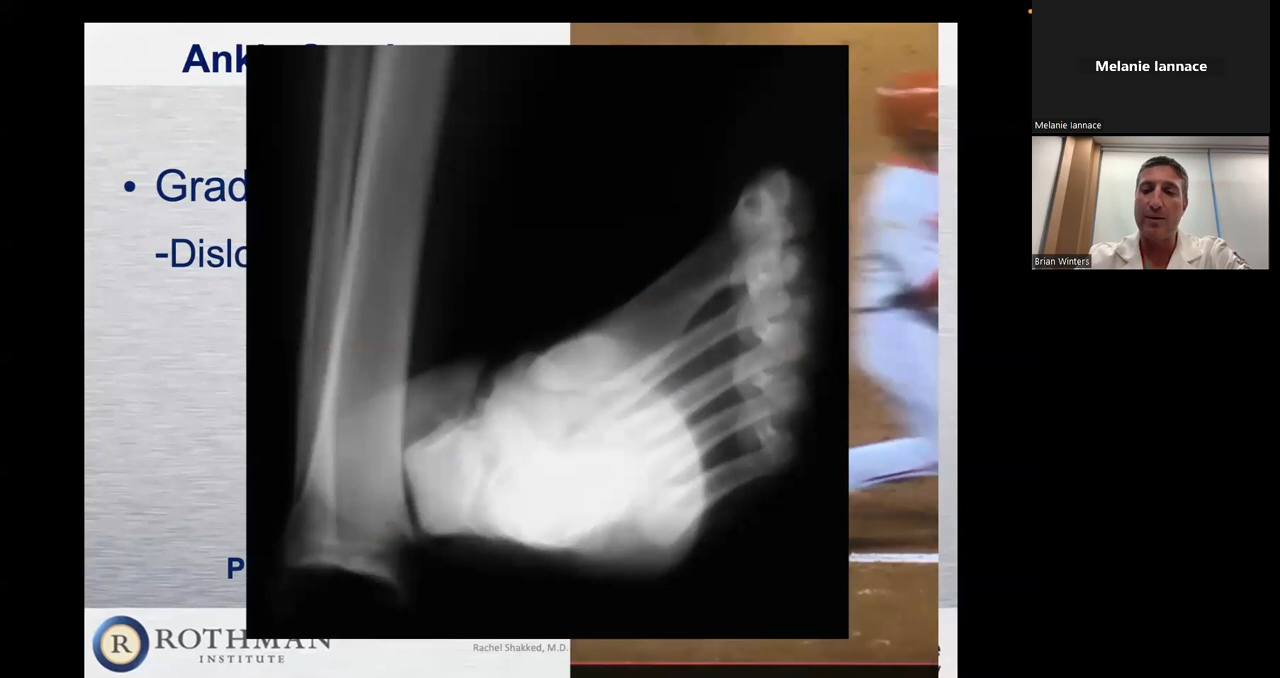 Ank
• Grad
-Dislo
P
R ROTHMAN
INSTITUTE
Rachel Shakked, M.D.
Melanie Iannace
Melanie Iannace
Brian Winters